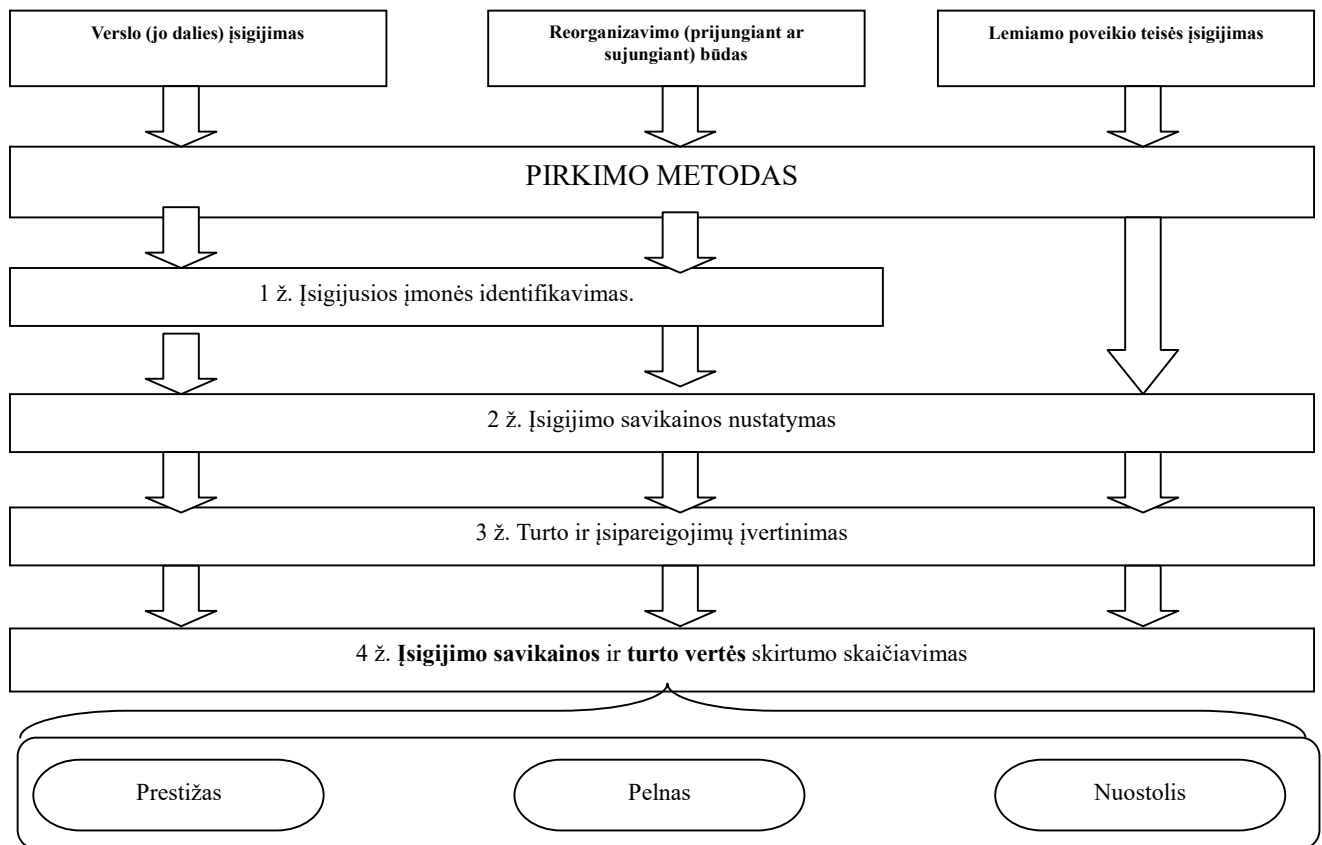 Verslo (jo dalies) įsigijimas
Reorganizavimo (prijungiant ar
sujungiant) būdas
Lemiamo poveikio teisės įsigijimas
PIRKIMO METODAS
1 ž. Įsigijusios įmonės identifikavimas.
2 ž. Įsigijimo savikainos nustatymas
3 ž. Turto ir įsipareigojimų įvertinimas
4 ž. Įsigijimo savikainos ir turto vertės skirtumo skaičiavimas
Prestižas
Pelnas
Nuostolis